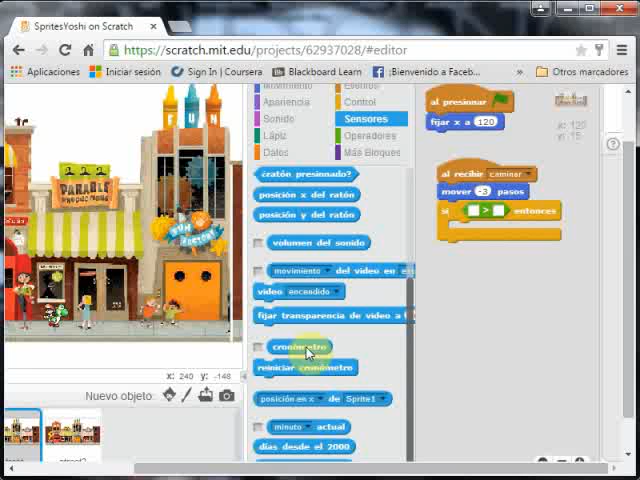 SpritesYoshi on Scratch
https://scratch.mit.edu/projects/62937028/#editor
Aplicaciones Iniciar sesión Sign In | Coursera Blackboard Learn ¡Bienvenido a Faceb... » Otros marcadores
Movimiento Eventos
Apariencia Control
Sonido Sensores
Lápiz Operadores
Datos Más Bloques
¿ratón presionado?
posición x del ratón
posición y del ratón
volumen del sonido
movimiento del video en
video encendido
fijar transparencia de video a
cronómetro
reiniciar cronómetro
posición en x de Sprite1
minuto actual
días desde el 2000
al presionar
fijar x a 120
al recibir caminar
mover -3 pasos
si > entonces
x: 120
y: 15
?
FUN
PARABLE
FUN FACTORY
x: 240 y: -148
Nuevo objeto: